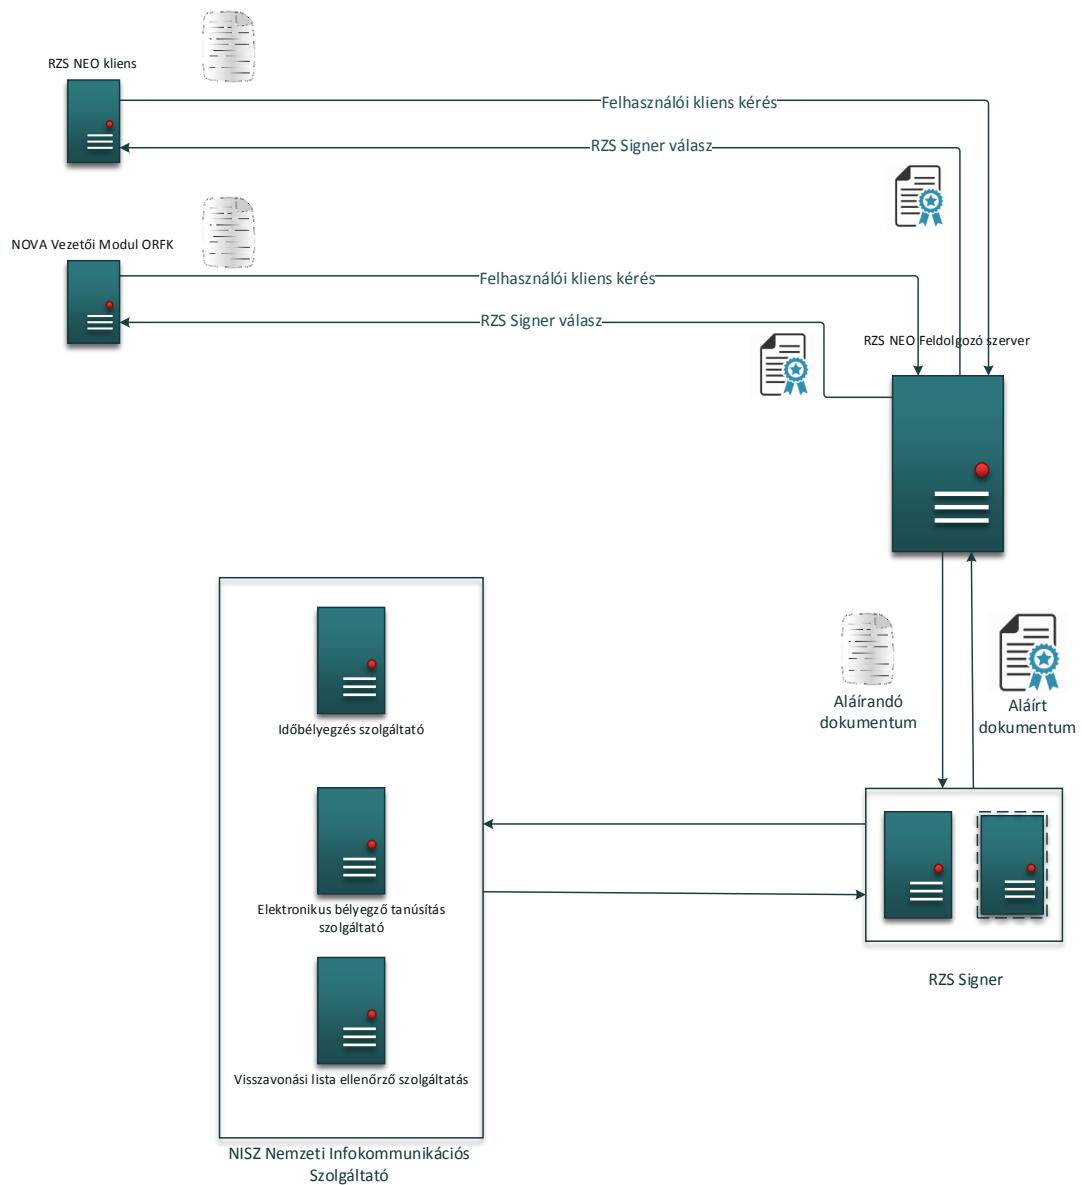 RZS NEO kliens
Felhasználói kliens kérés
RZS Signer válasz
NOVA Vezetői Modul ORFK
Felhasználói kliens kérés
RZS Signer válasz
RZS NEO Feldolgozó szerver
Aláírandó
dokumentum
Aláírt
dokumentum
Időbélyegzés szolgáltató
Elektronikus bélyegző tanúsítás
szolgáltató
RZS Signer
Visszavonási lista ellenőrző szolgáltatás
NISZ Nemzeti Infokommunikációs
Szolgáltató